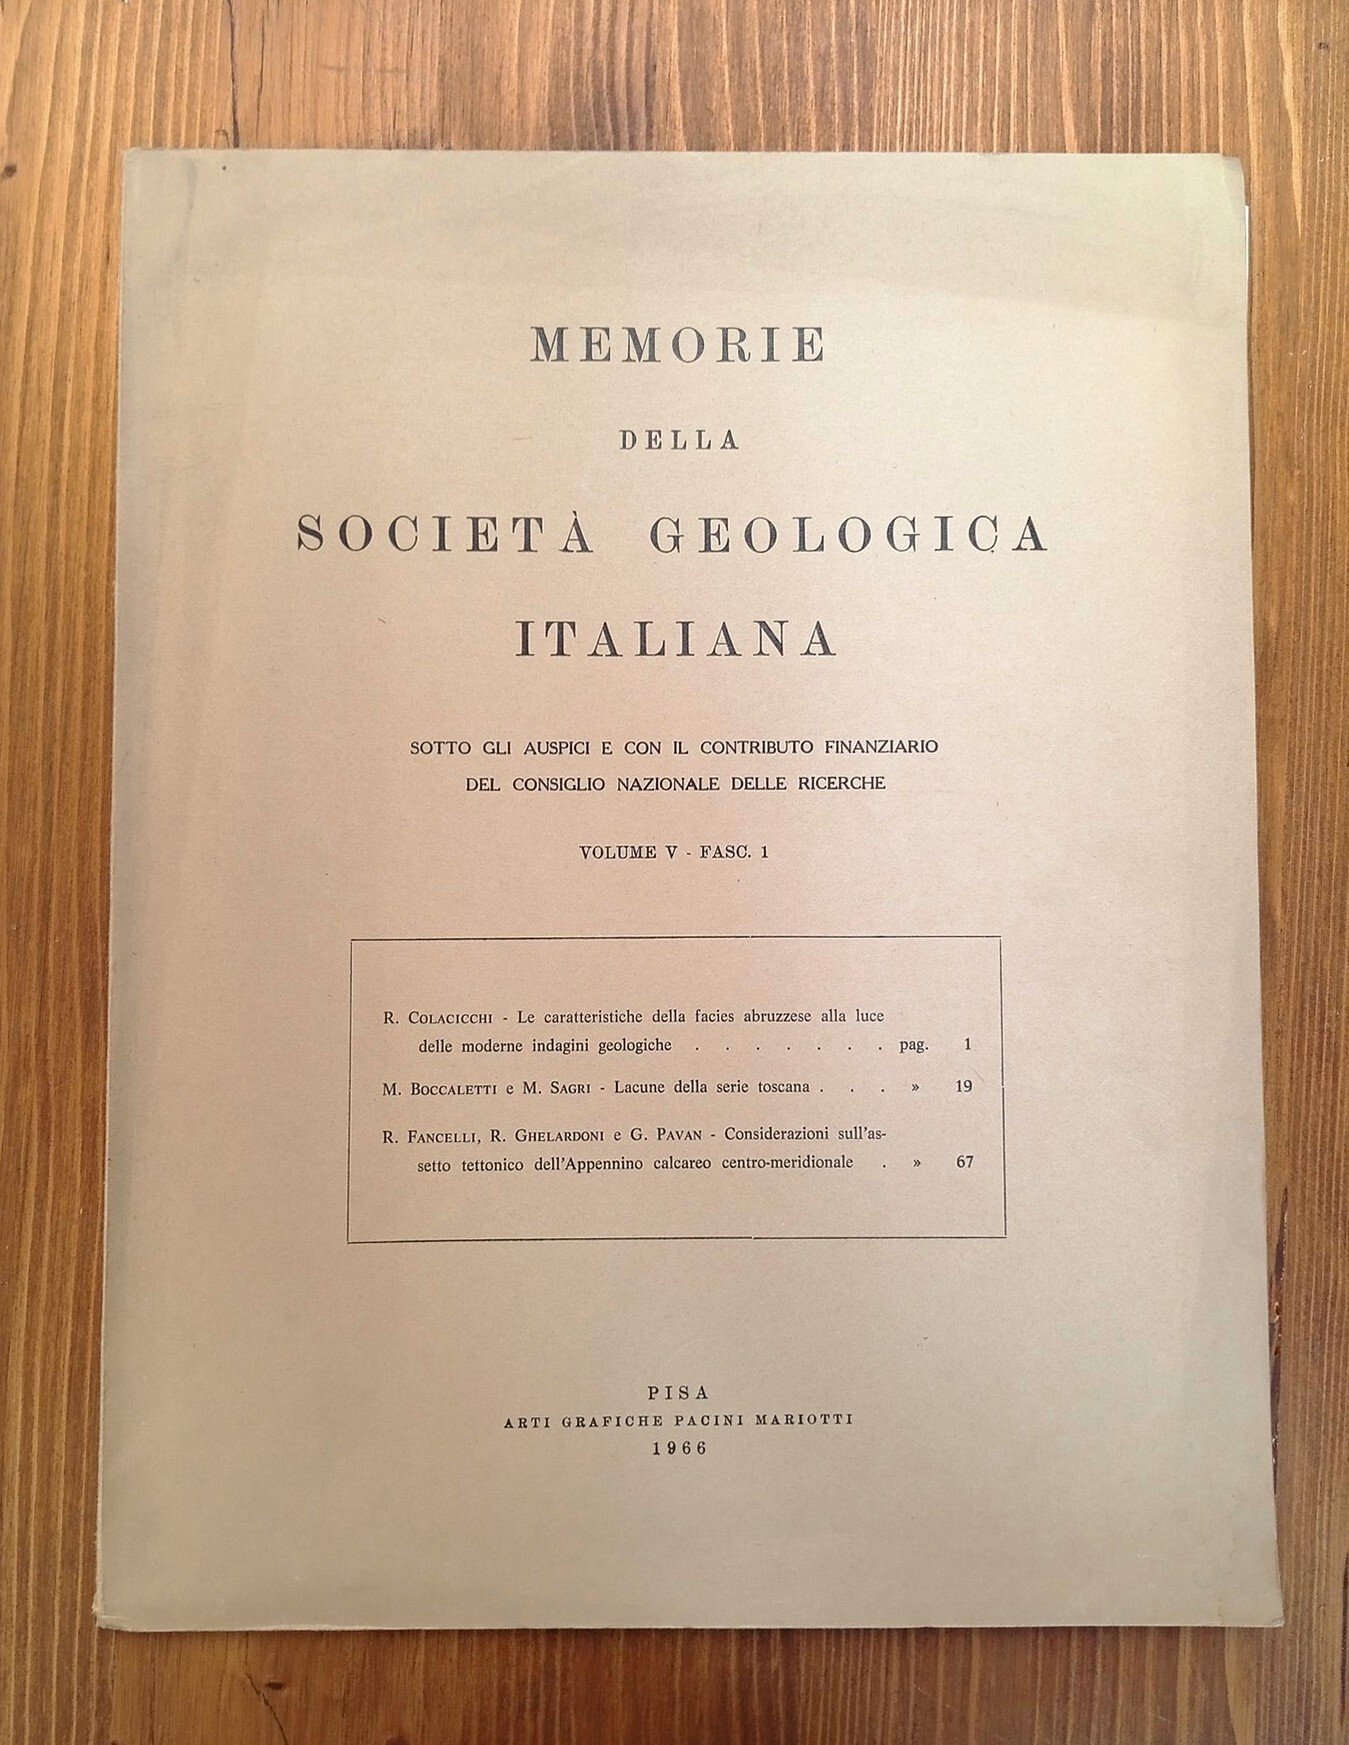 MEMORIE
DELLA
SOCIETÀ GEOLOGICA
ITALIANA
SOTTO GLI AUSPICI E CON IL CONTRIBUTO FINANZIARIO
DEL CONSIGLIO NAZIONALE DELLE RICERCHE
VOLUME V - FASC. 1
R. COLACICCHI - Le caratteristiche della facies abruzzese alla luce
delle moderne indagini geologiche . . . . . . . pag. 1
M. BOCCALETTI e M. SAGRI - Lacune della serie toscana . . . » 19
R. FANCELLI, R. GHELARDONI e G. PAVAN - Considerazioni sull'as-
setto tettonico dell'Appennino calcareo centro-meridionale . » 67
PISA
ARTI GRAFICHE PACINI MARIOTTI
1966